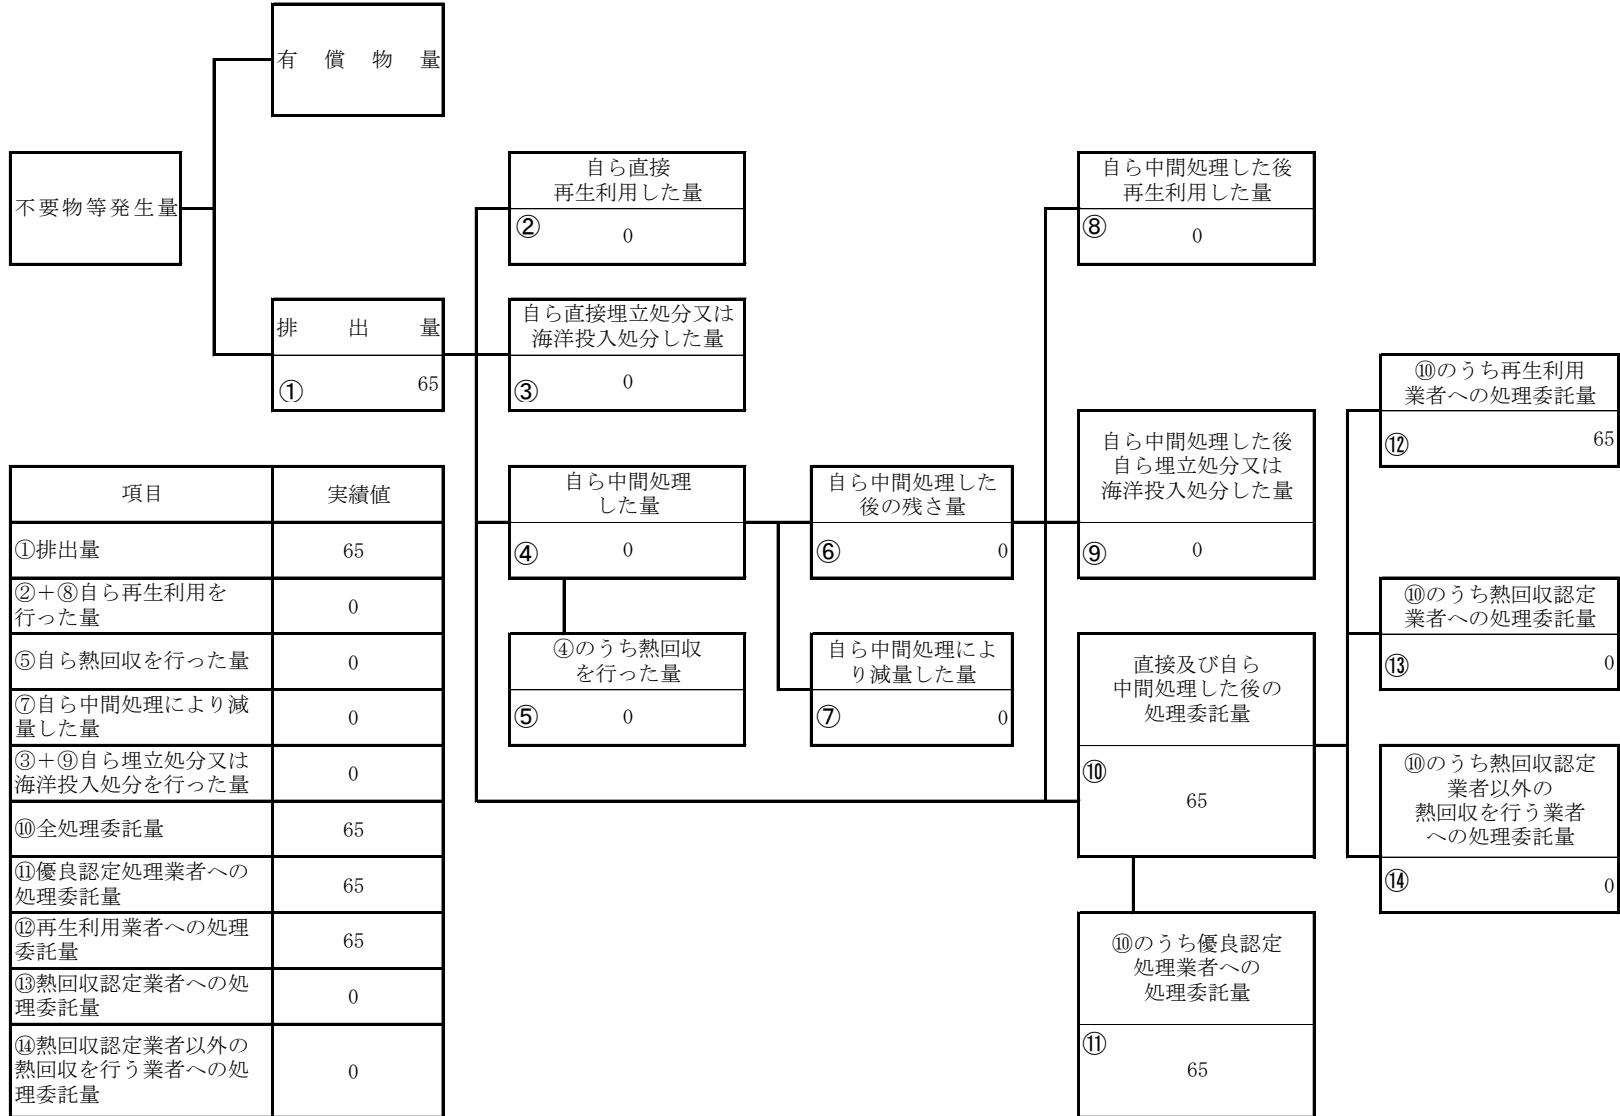 有償物量
不要物等発生量
排出量
① 65
自ら直接
再生利用した量
② 0
自ら直接埋立処分又は
海洋投入処分した量
③ 0
自ら中間処理
した量
④ 0
④のうち熱回収
を行った量
⑤ 0
自ら中間処理した
後の残さ量
⑥ 0
自ら中間処理によ
り減量した量
⑦ 0
自ら中間処理した後
再生利用した量
⑧ 0
自ら中間処理した後
自ら埋立処分又は
海洋投入処分した量
⑨ 0
直接及び自ら
中間処理した後の
処理委託量
⑩ 65
⑩のうち優良認定
処理業者への
処理委託量
⑪ 65
⑩のうち再生利用
業者への処理委託量
⑫ 65
⑩のうち熱回収認定
業者への処理委託量
⑬ 0
⑩のうち熱回収認定
業者以外の
熱回収を行う業者
への処理委託量
⑭ 0
項目 実績値
①排出量 65
②+⑧自ら再生利用を
行った量 0
⑤自ら熱回収を行った量 0
⑦自ら中間処理により減
量した量 0
③+⑨自ら埋立処分又は
海洋投入処分を行った量 0
⑩全処理委託量 65
⑪優良認定処理業者への
処理委託量 65
⑫再生利用業者への処理
委託量 65
⑬熱回収認定業者への処
理委託量 0
⑭熱回収認定業者以外の
熱回収を行う業者への処
理委託量 0